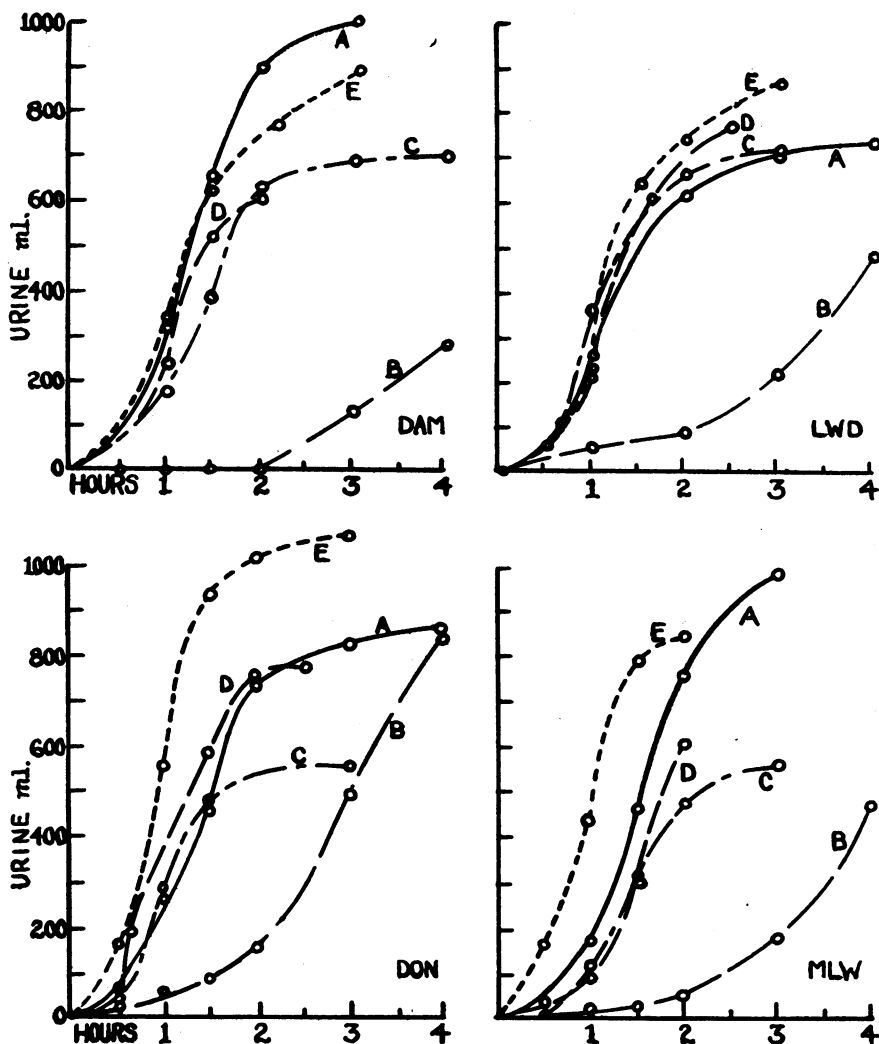 URINE ml.
1000
800
600
400
200
0
A
E
C
D
B
DAM
HOURS 1 2 3 4
E
D
C
A
B
LWD
1 2 3 4
URINE ml.
1000
800
600
400
200
0
E
A
D
B
C
DON
HOURS 1 2 3 4
E
A
D
C
B
MLW
1 2 3 4